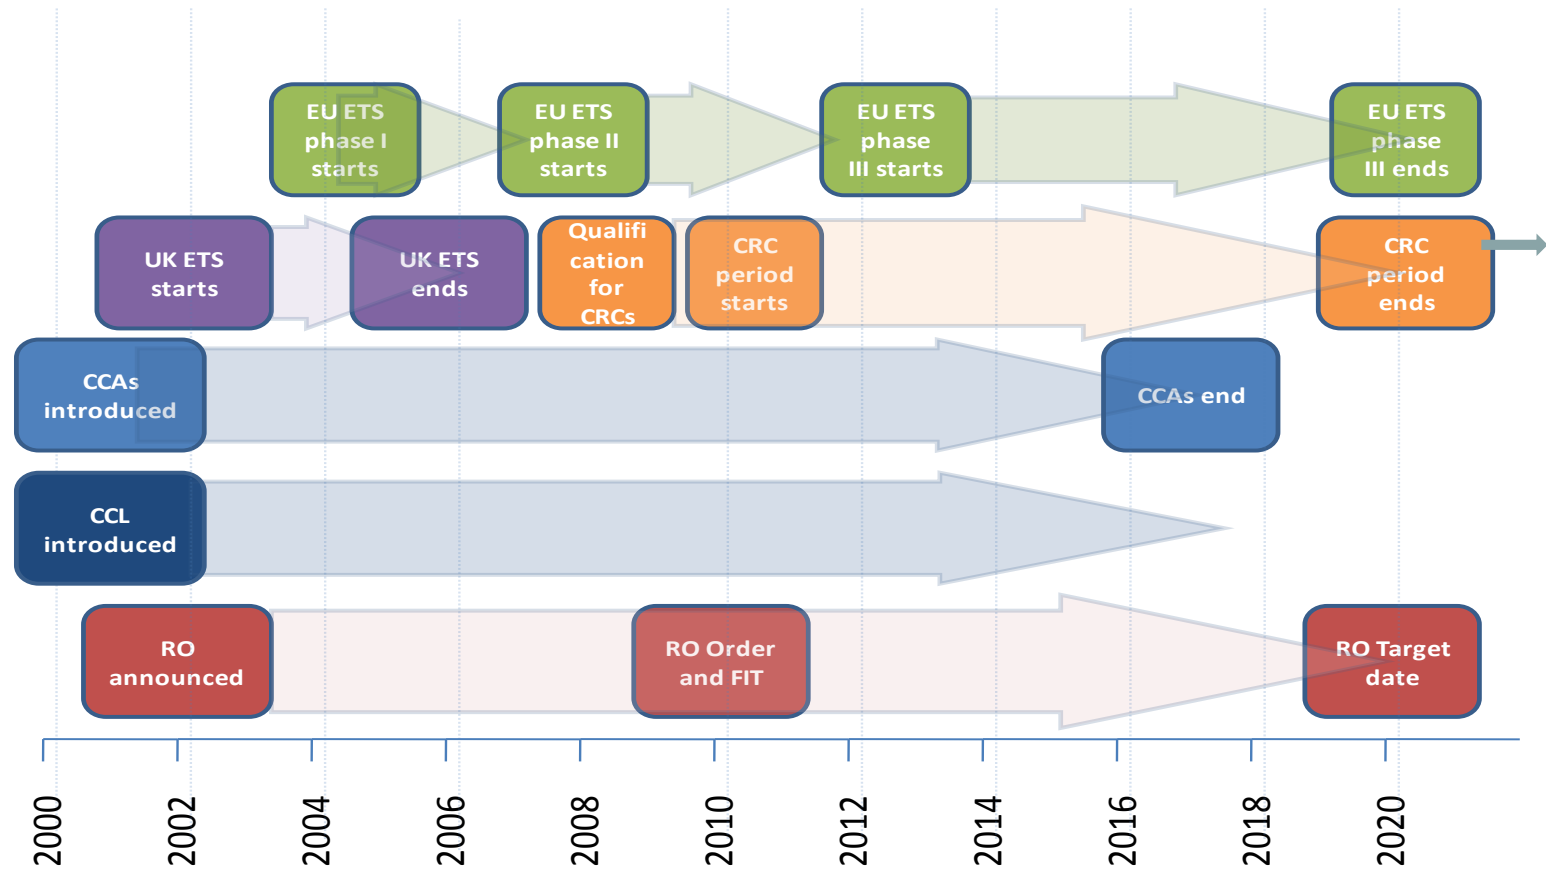 EU ETS
phase I
starts
EU ETS
phase II
starts
EU ETS
phase
III starts
EU ETS
phase
III ends
UK ETS
starts
UK ETS
ends
Qualifi
cation
for
CRCs
CRC
period
starts
CRC
period
ends
CCAs
introduced
CCAs end
CCL
introduced
RO
announced
RO Order
and FIT
RO Target
date
2000
2002
2004
2006
2008
2010
2012
2014
2016
2018
2020